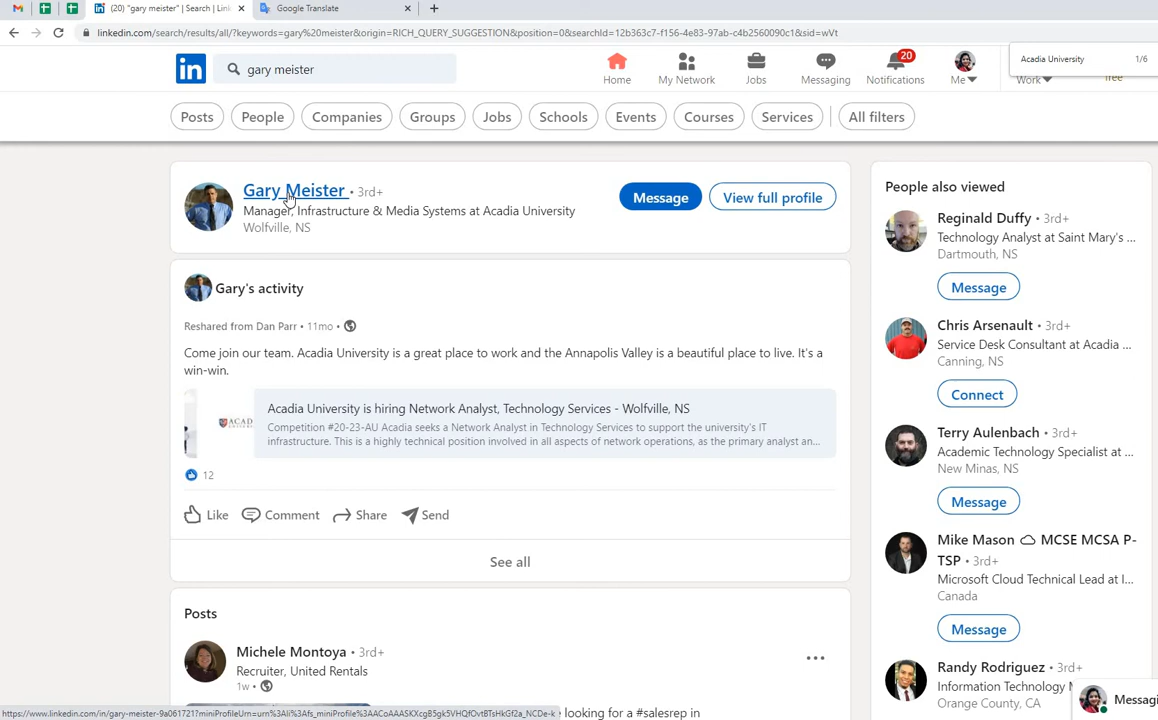 (20) "gary meister" | Search | Lin
Google Translate
linkedin.com/search/results/all/?keywords=gary%20meister&origin=RICH_QUERY_SUGGESTION&position=0&searchId=12b363c7-f156-4e83-97ab-c4b2560090c1&sid=wVt
Acadia University 1/6
in
gary meister
Home
My Network
Jobs
Messaging
20
Notifications
Me
Work
free
Posts
People
Companies
Groups
Jobs
Schools
Events
Courses
Services
All filters
Gary Meister • 3rd+
Manager, Infrastructure & Media Systems at Acadia University
Wolfville, NS
Message
View full profile
Gary's activity
Reshared from Dan Parr • 11mo •
Come join our team. Acadia University is a great place to work and the Annapolis Valley is a beautiful place to live. It's a
win-win.
ACAD
Acadia University is hiring Network Analyst, Technology Services - Wolfville, NS
Competition #20-23-AU Acadia seeks a Network Analyst in Technology Services to support the university's IT
infrastructure. This is a highly technical position involved in all aspects of network operations, as the primary analyst an...
12
Like
Comment
Share
Send
See all
Posts
Michele Montoya • 3rd+
Recruiter, United Rentals
1w •
looking for a #salesrep in
People also viewed
Reginald Duffy • 3rd+
Technology Analyst at Saint Mary's ...
Dartmouth, NS
Message
Chris Arsenault • 3rd+
Service Desk Consultant at Acadia ...
Canning, NS
Connect
Terry Aulenbach • 3rd+
Academic Technology Specialist at ...
New Minas, NS
Message
Mike Mason MCSE MCSA P-
TSP • 3rd+
Microsoft Cloud Technical Lead at I...
Canada
Message
Randy Rodriguez • 3rd+
Information Technology M
Orange County, CA
Messagi